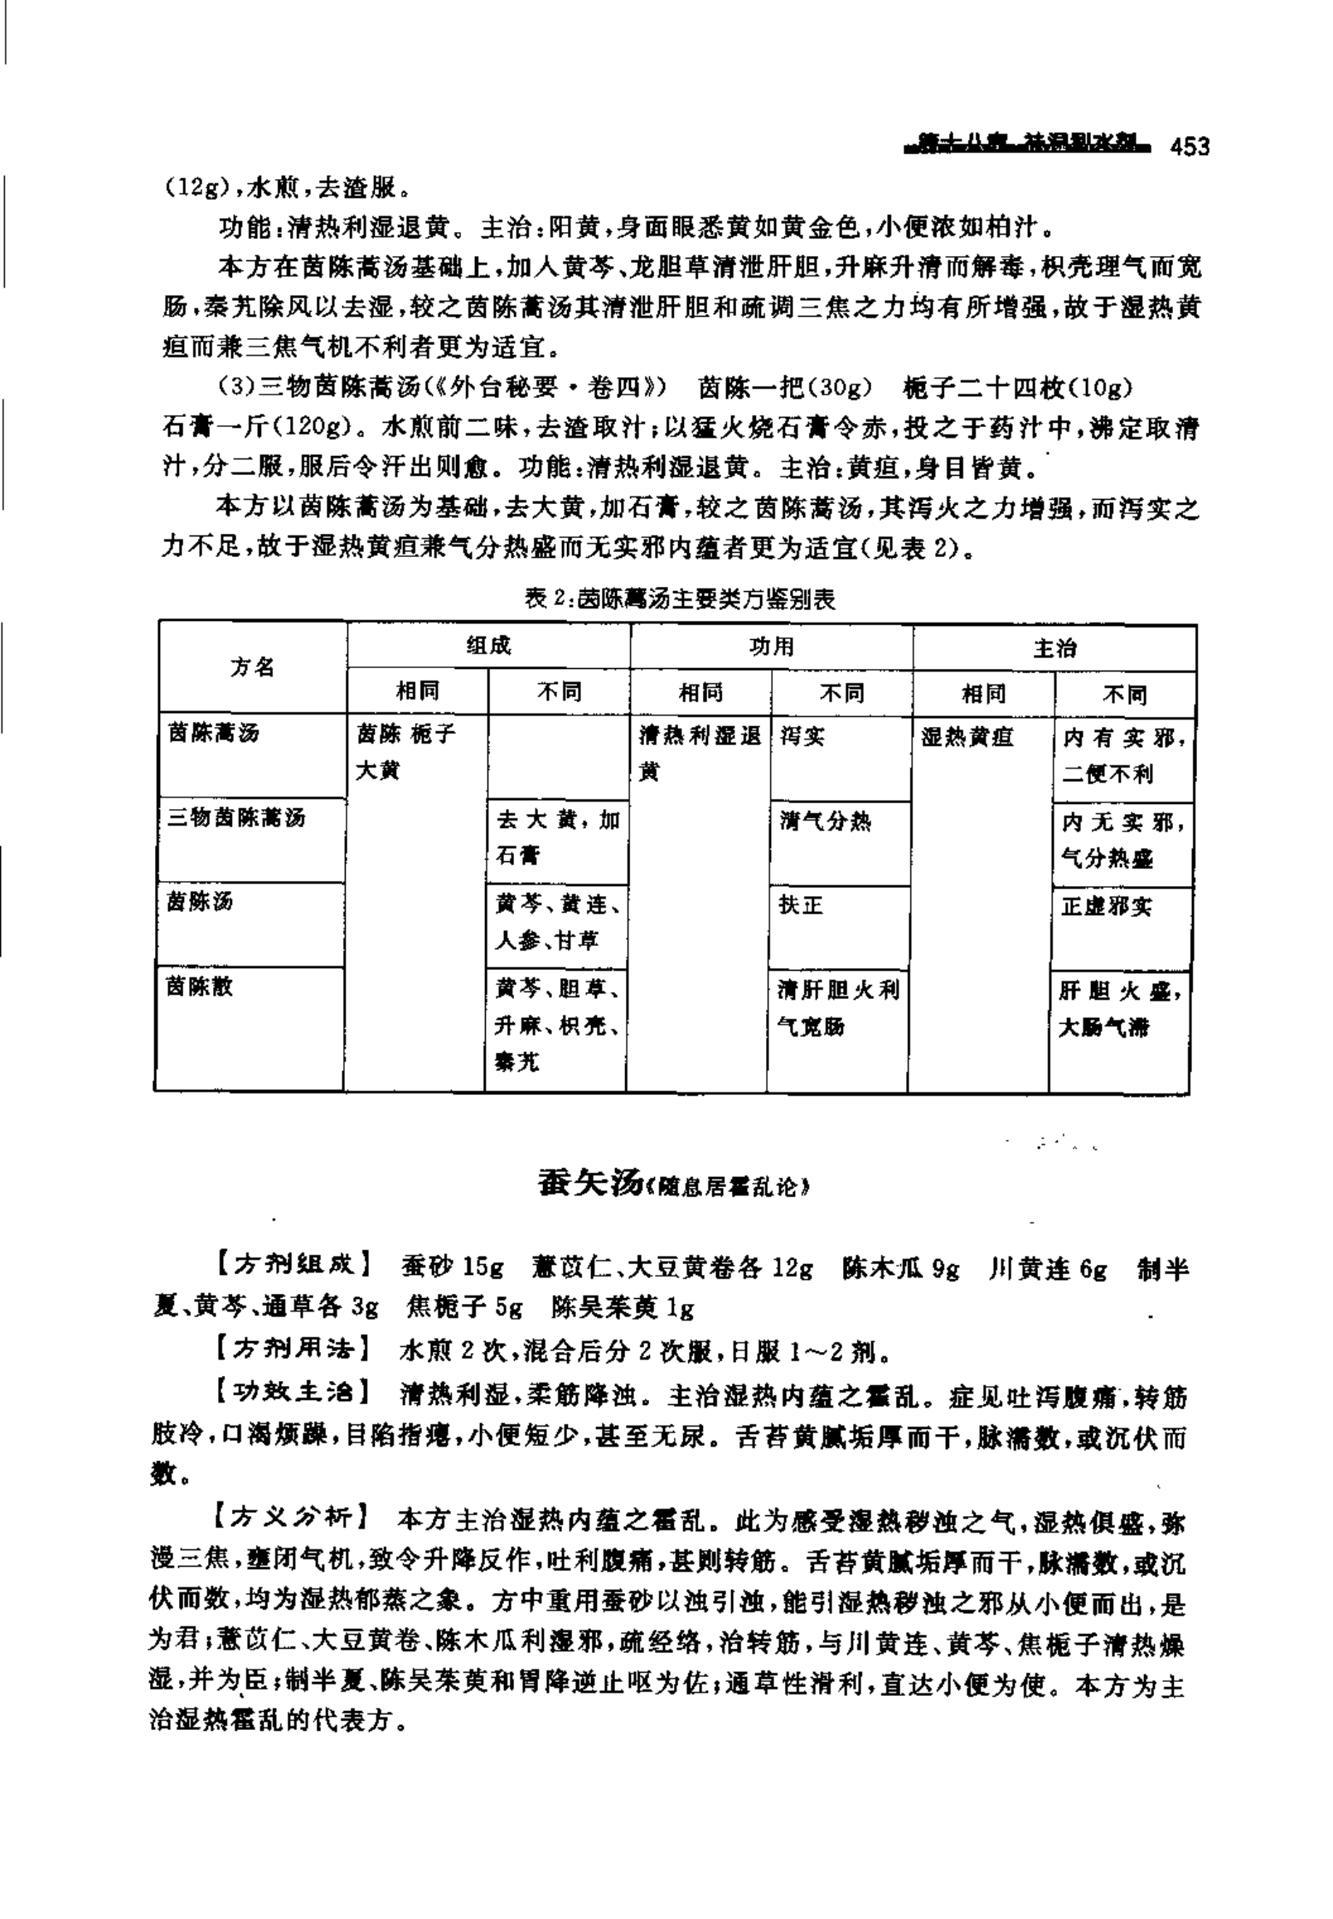 第十八章 祛湿利水剂 453
(12g),水煎,去渣服。
功能:清热利湿退黄。主治:阳黄,身面眼悉黄如黄金色,小便浓如柏汁。
本方在茵陈蒿汤基础上,加人黄芩、龙胆草清泄肝胆,升麻升清而解毒,枳壳理气而宽
肠,秦艽除风以去湿,较之茵陈蒿汤其清泄肝胆和疏调三焦之力均有所增强,故于湿热黄
疸而兼三焦气机不利者更为适宜。
(3)三物茵陈蒿汤(《外台秘要·卷四》) 茵陈一把(30g) 栀子二十四枚(10g)
石膏一斤(120g)。水煎前二味,去渣取汁;以猛火烧石膏令赤,投之于药汁中,沸定取清
汁,分二服,服后令汗出则愈。功能:清热利湿退黄。主治:黄疸,身目皆黄。
本方以茵陈蒿汤为基础,去大黄,加石膏,较之茵陈蒿汤,其泻火之力增强,而泻实之
力不足,故于湿热黄疸兼气分热盛而无实邪内蕴者更为适宜(见表2)。
表2:茵陈蒿汤主要类方鉴别表
方名 组成 功用 主治
相同 不同 相同 不同 相同 不同
茵陈蒿汤 茵陈 栀子 清热利湿退 泻实 湿热黄疸 内有实邪,
大黄 黄 二便不利
三物茵陈蒿汤 去大黄,加 清气分热 内无实邪,
石膏 气分热盛
茵陈汤 黄芩、黄连、 扶正 正虚邪实
人参、甘草
茵陈散 黄芩、胆草、 清肝胆火利 肝胆火盛,
升麻、枳壳、 气宽肠 大肠气滞
秦艽
蚕矢汤《随息居霍乱论》
【方剂组成】 蚕砂15g 薏苡仁、大豆黄卷各12g 陈木瓜9g 川黄连6g 制半
夏、黄芩、通草各3g 焦栀子5g 陈吴茱萸1g
【方剂用法】 水煎2次,混合后分2次服,日服1~2剂。
【功效主治】 清热利湿,柔筋降浊。主治湿热内蕴之霍乱。症见吐泻腹痛,转筋
肢冷,口渴烦躁,目陷指瘪,小便短少,甚至无尿。舌苔黄腻垢厚而干,脉濡数,或沉伏而
数。
【方义分析】 本方主治湿热内蕴之霍乱。此为感受湿热秽浊之气,湿热俱盛,弥
漫三焦,壅闭气机,致令升降反作,吐利腹痛,甚则转筋。舌苔黄腻垢厚而干,脉濡数,或沉
伏而数,均为湿热郁蒸之象。方中重用蚕砂以浊引浊,能引湿热秽浊之邪从小便而出,是
为君;薏苡仁、大豆黄卷、陈木瓜利湿邪,疏经络,治转筋,与川黄连、黄芩、焦栀子清热燥
湿,并为臣;制半夏、陈吴茱萸和胃降逆止呕为佐;通草性滑利,直达小便为使。本方为主
治湿热霍乱的代表方。